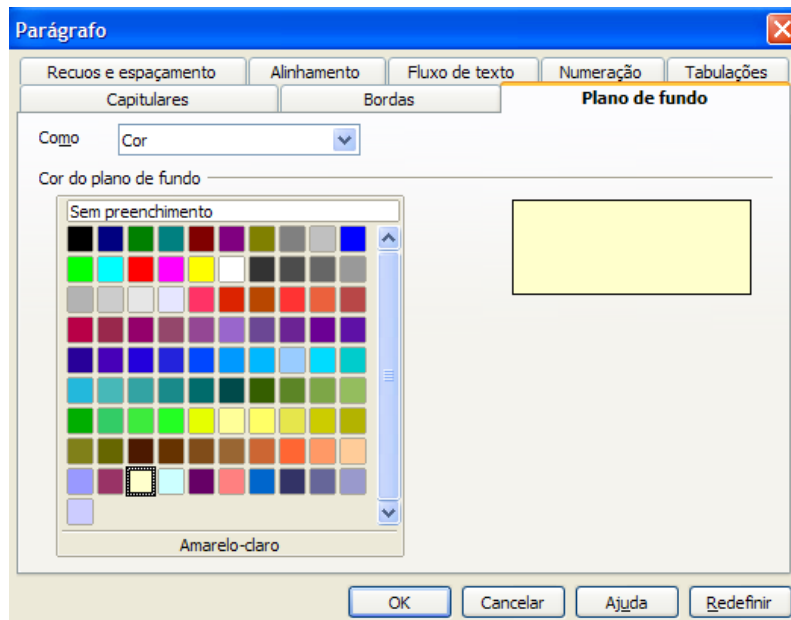 Parágrafo
Recuos e espaçamento Alinhamento Fluxo de texto Numeração Tabulações
Capitulares Bordas Plano de fundo
Como Cor
Cor do plano de fundo
Sem preenchimento
Amarelo-claro
OK Cancelar Ajuda Redefinir